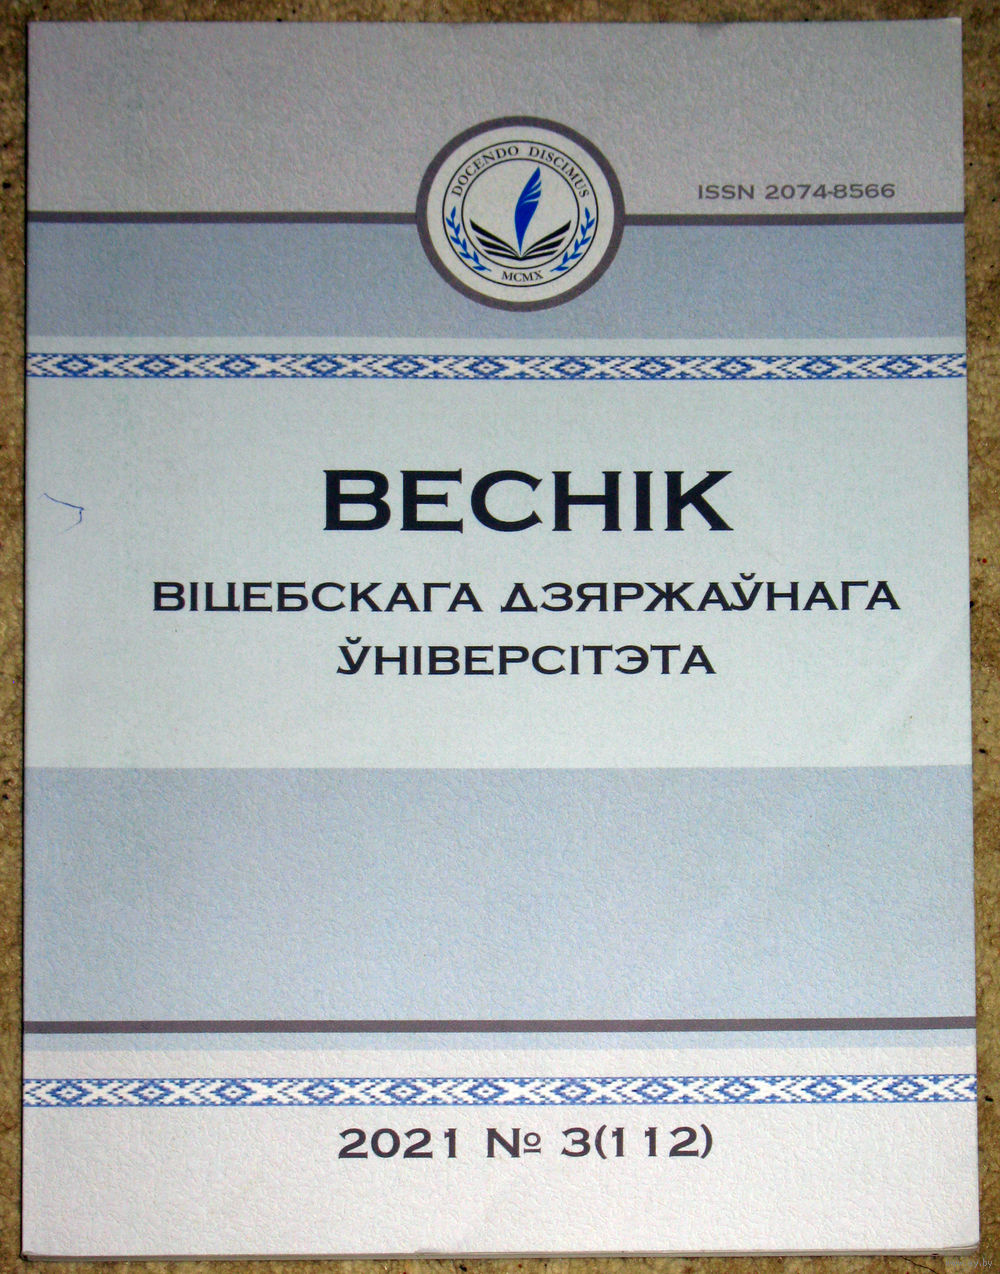 DOCENDO DISCIMUS
MCMX
ISSN 2074-8566
ВЕСНІК
ВІЦЕБСКАГА ДЗЯРЖАЎНАГА
ЎНІВЕРСІТЭТА
2021 № 3(112)